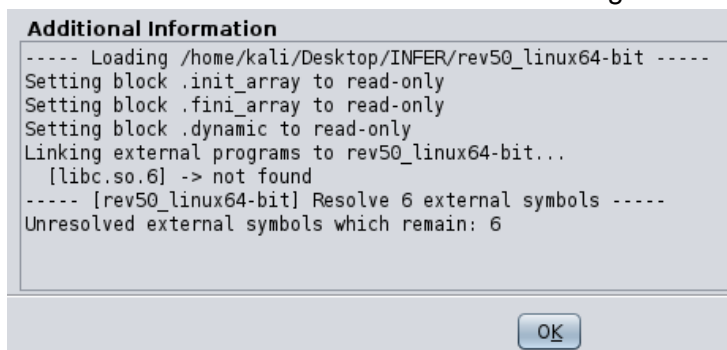 Additional Information
----- Loading /home/kali/Desktop/INFER/rev50_linux64-bit -----
Setting block .init_array to read-only
Setting block .fini_array to read-only
Setting block .dynamic to read-only
Linking external programs to rev50_linux64-bit...
[libc.so.6] -> not found
----- [rev50_linux64-bit] Resolve 6 external symbols -----
Unresolved external symbols which remain: 6
OK